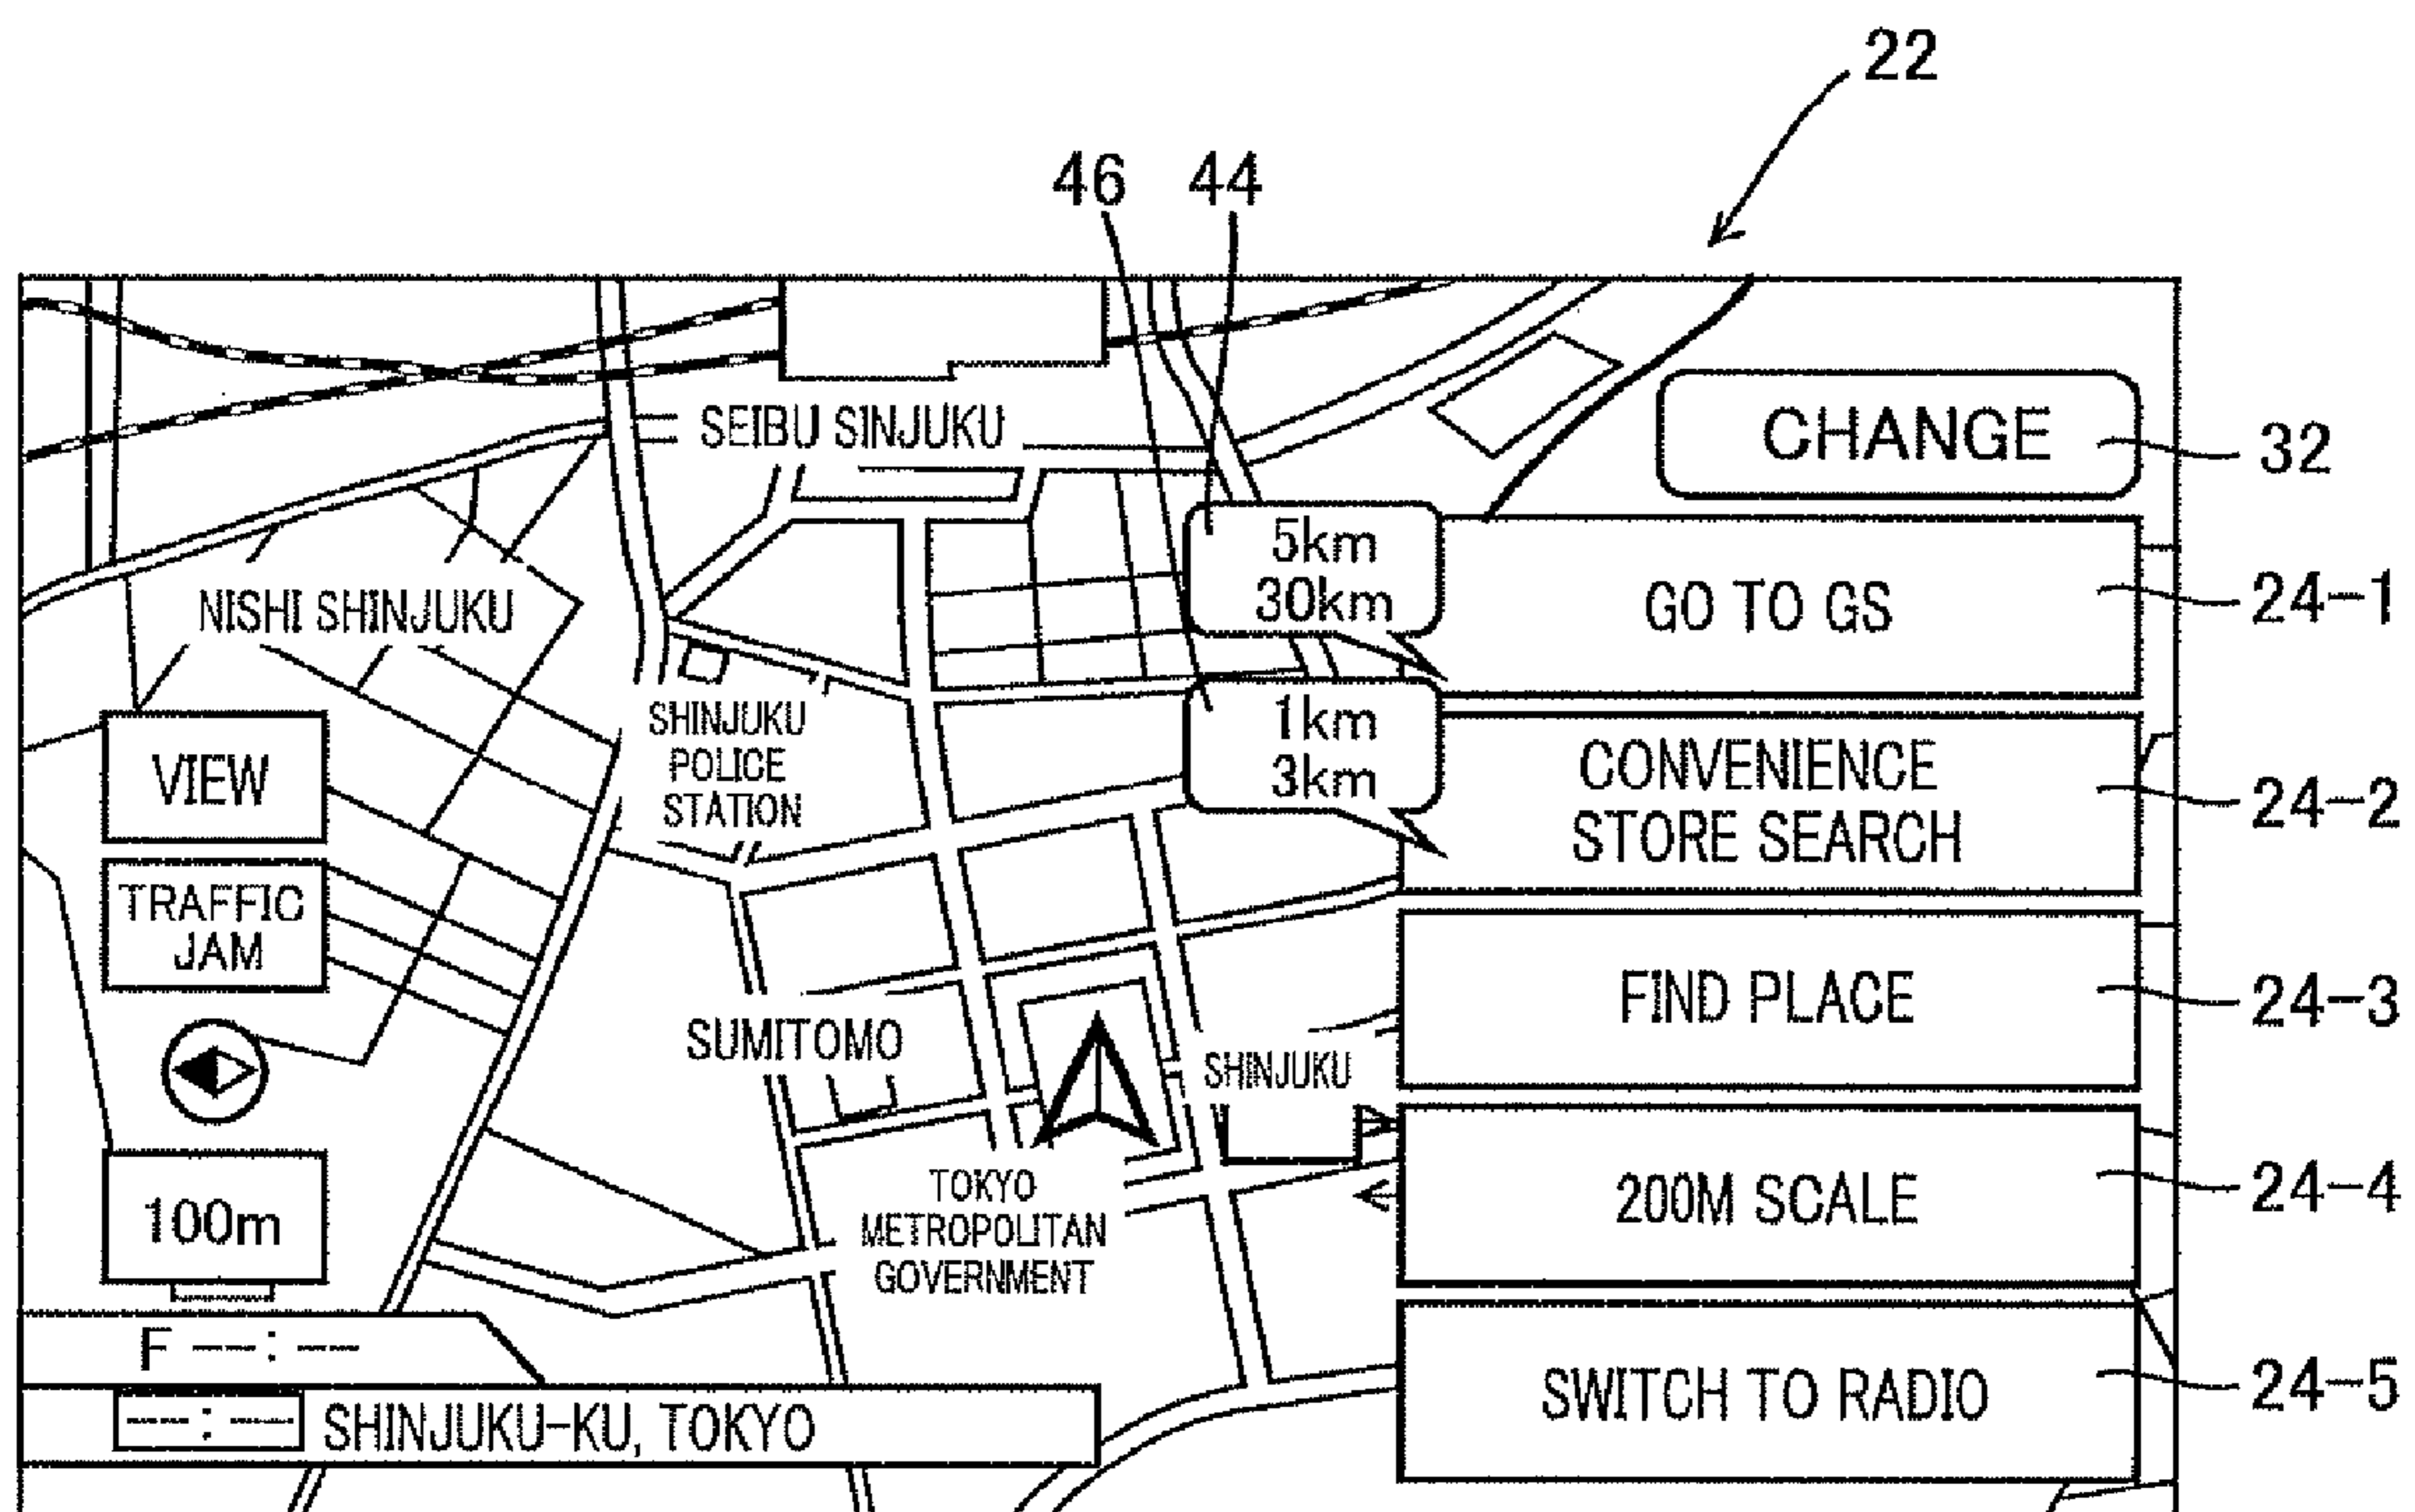 22
46 44
SEIBU SINJUKU
CHANGE
32
5km
30km
GO TO GS
24-1
NISHI SHINJUKU
SHINJUKU
POLICE
STATION
1km
3km
CONVENIENCE
STORE SEARCH
24-2
VIEW
TRAFFIC
JAM
FIND PLACE
24-3
SUMITOMO
SHINJUKU
100m
TOKYO
METROPOLITAN
GOVERNMENT
200M SCALE
24-4
F --:--
--:--
SHINJUKU-KU, TOKYO
SWITCH TO RADIO
24-5